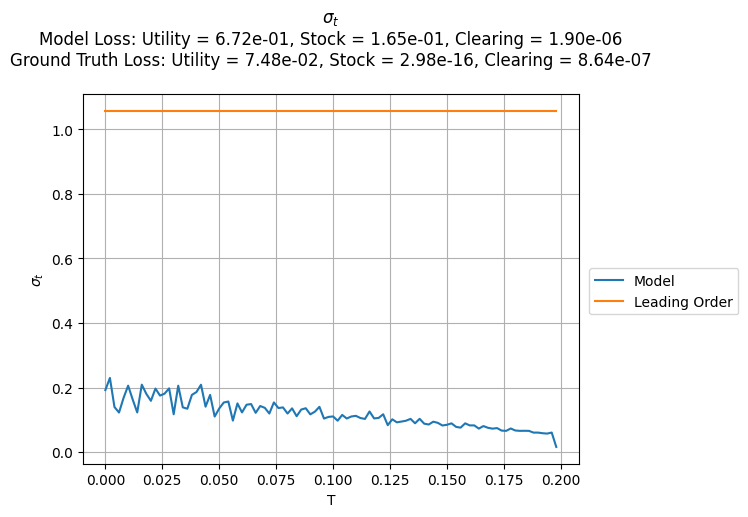 σₜ
Model Loss: Utility = 6.72e-01, Stock = 1.65e-01, Clearing = 1.90e-06
Ground Truth Loss: Utility = 7.48e-02, Stock = 2.98e-16, Clearing = 8.64e-07
1.0
0.8
0.6
0.4
0.2
0.0
σₜ
0.000 0.025 0.050 0.075 0.100 0.125 0.150 0.175 0.200
T
Model
Leading Order